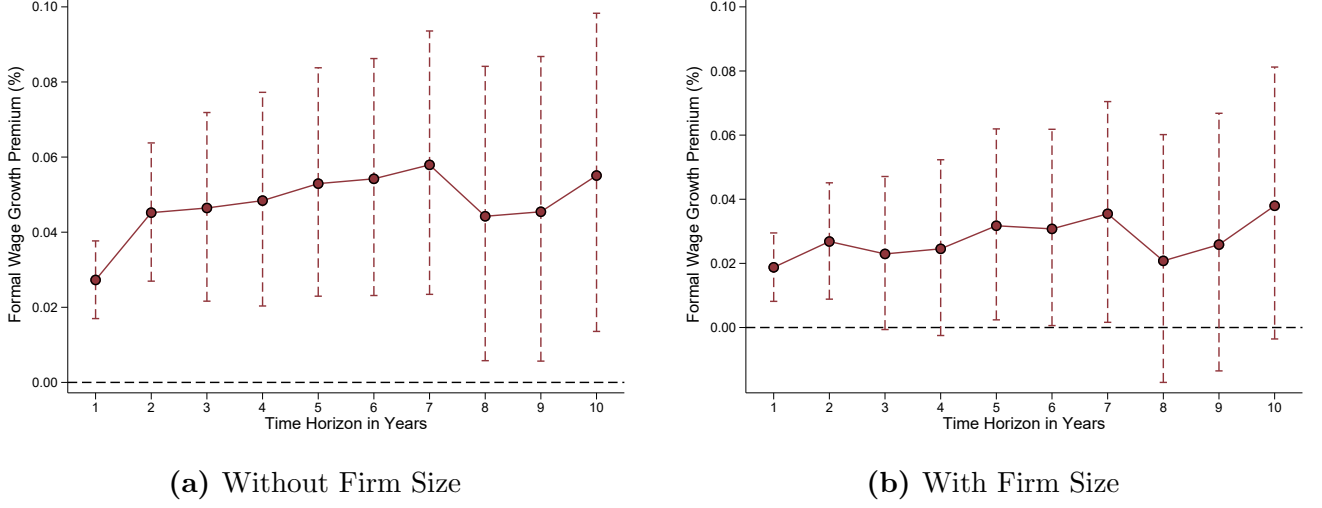 0.10
0.08
0.06
0.04
0.02
0.00
Formal Wage Growth Premium (%)
1 2 3 4 5 6 7 8 9 10
Time Horizon in Years
(a) Without Firm Size
0.10
0.08
0.06
0.04
0.02
0.00
Formal Wage Growth Premium (%)
1 2 3 4 5 6 7 8 9 10
Time Horizon in Years
(b) With Firm Size